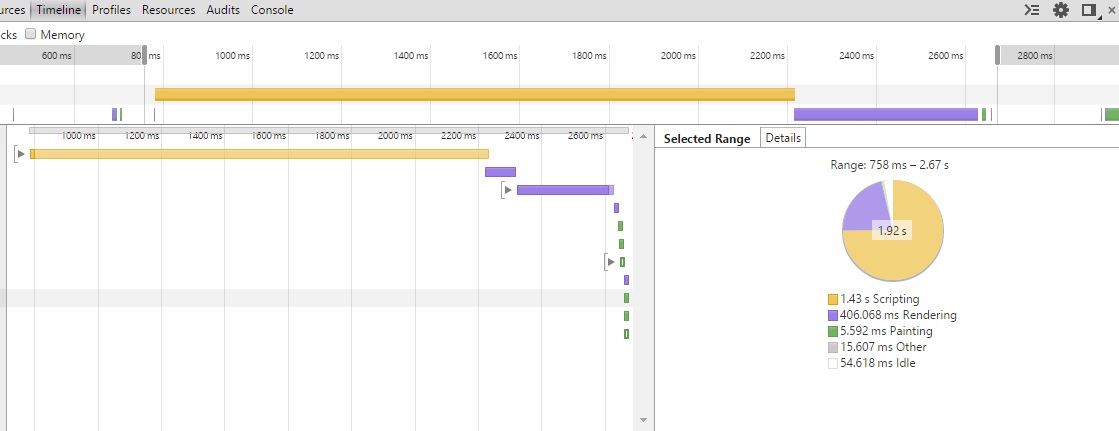 urces Timeline Profiles Resources Audits Console
cks Memory
600 ms 80 ms 1000 ms 1200 ms 1400 ms 1600 ms 1800 ms 2000 ms 2200 ms 2400 ms 2600 ms 2800 ms
1000 ms 1200 ms 1400 ms 1600 ms 1800 ms 2000 ms 2200 ms 2400 ms 2600 ms
Selected Range Details
Range: 758 ms – 2.67 s
1.92 s
1.43 s Scripting
406.068 ms Rendering
5.592 ms Painting
15.607 ms Other
54.618 ms Idle